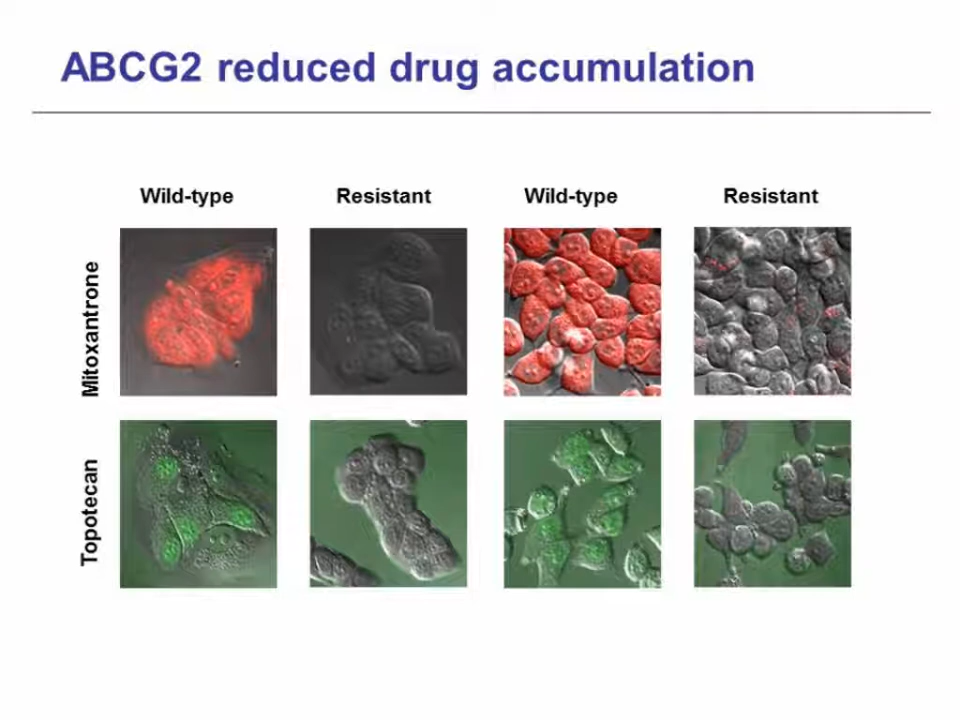 ABCG2 reduced drug accumulation
Wild-type Resistant Wild-type Resistant
Mitoxantrone
Topotecan